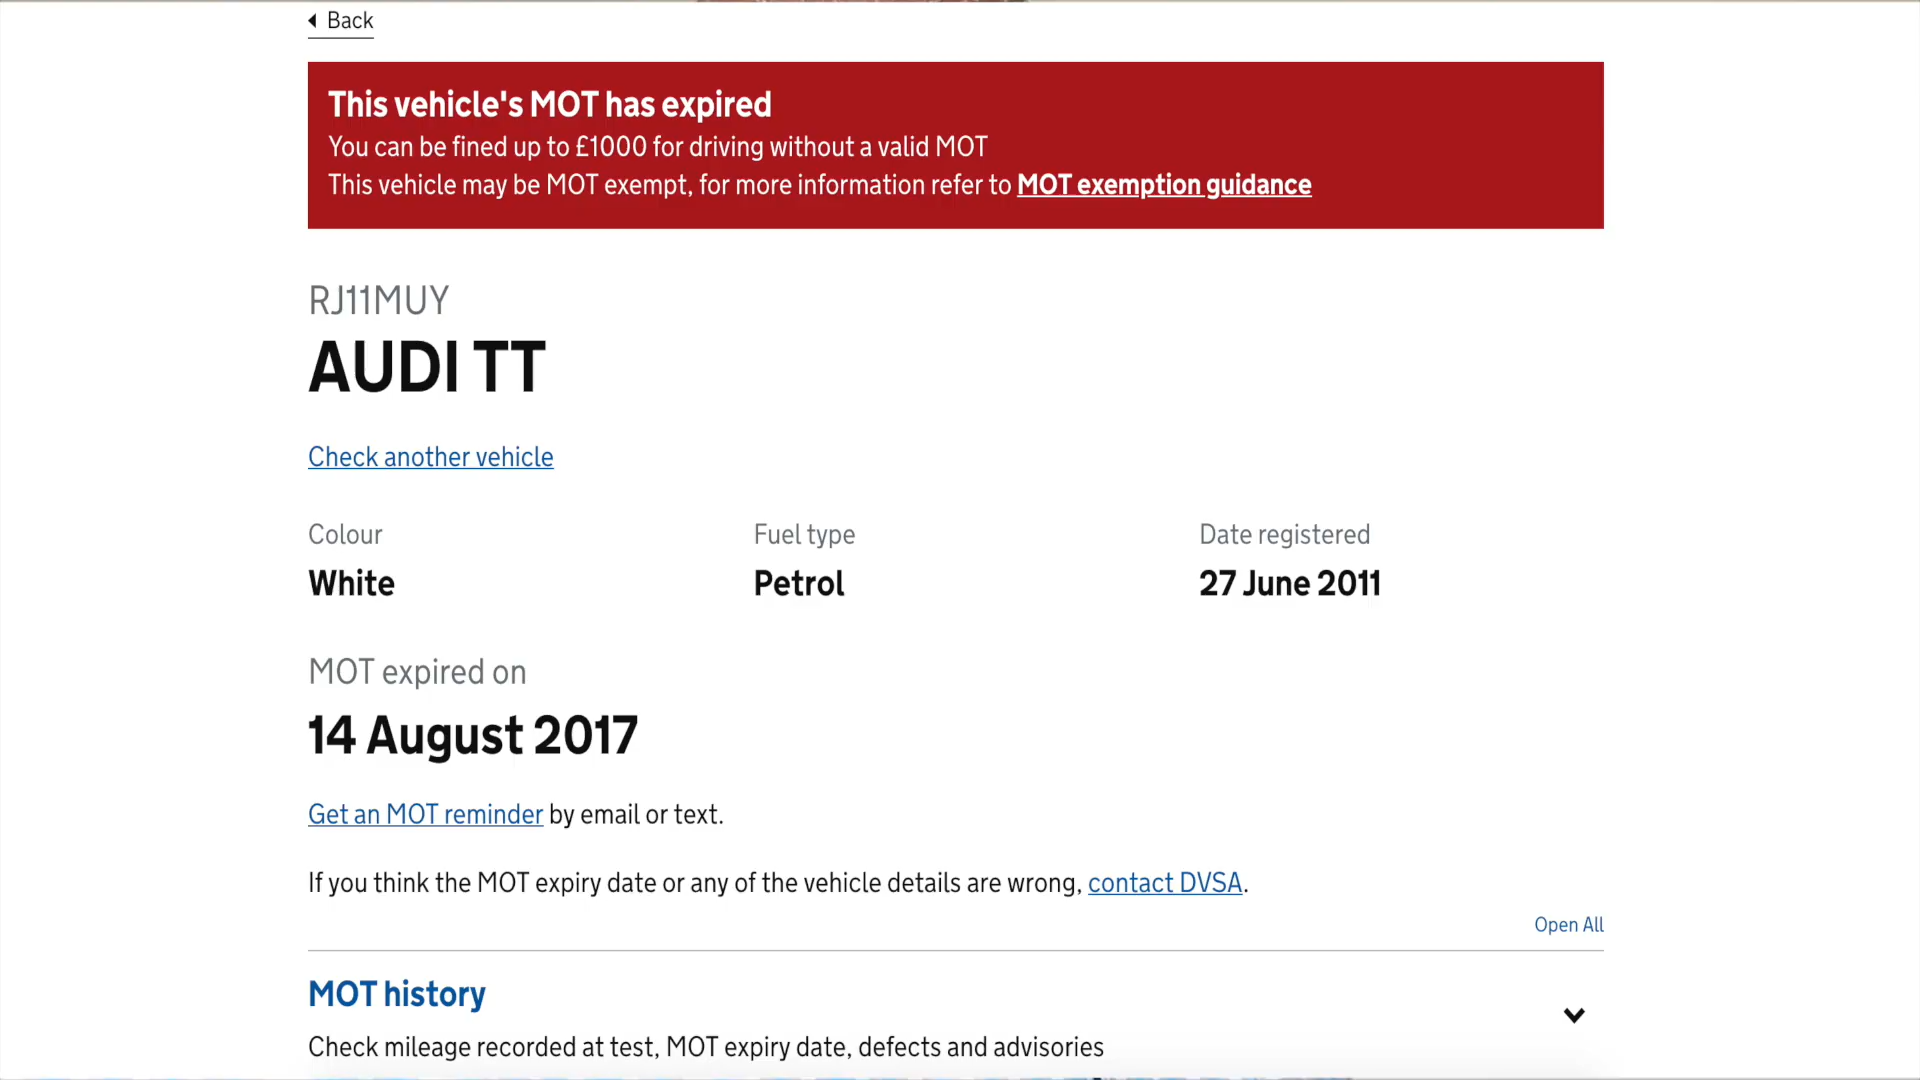 Back
This vehicle's MOT has expired
You can be fined up to £1000 for driving without a valid MOT
This vehicle may be MOT exempt, for more information refer to MOT exemption guidance
RJ11MUY
AUDI TT
Check another vehicle
Colour Fuel type Date registered
White Petrol 27 June 2011
MOT expired on
14 August 2017
Get an MOT reminder by email or text.
If you think the MOT expiry date or any of the vehicle details are wrong, contact DVSA.
Open All
MOT history
Check mileage recorded at test, MOT expiry date, defects and advisories